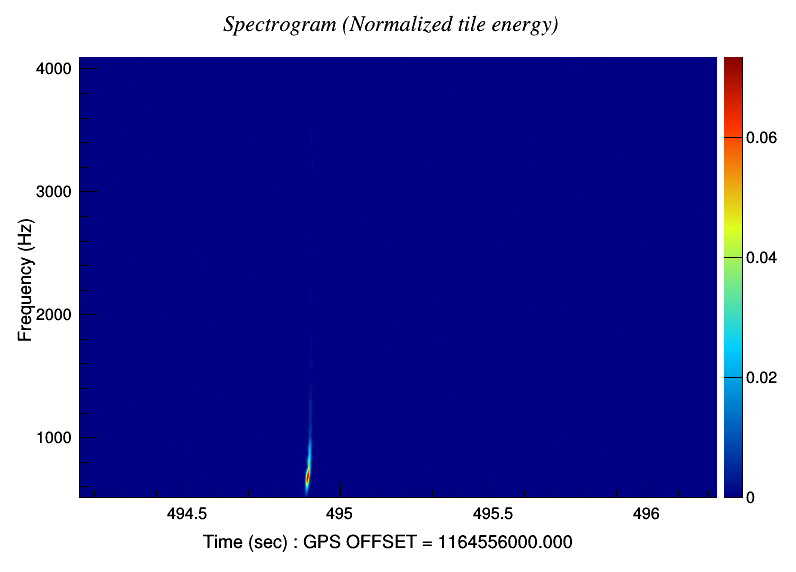 Spectrogram (Normalized tile energy)
4000
3000
2000
1000
Frequency (Hz)
0.06
0.04
0.02
0
494.5 495 495.5 496
Time (sec) : GPS OFFSET = 1164556000.000